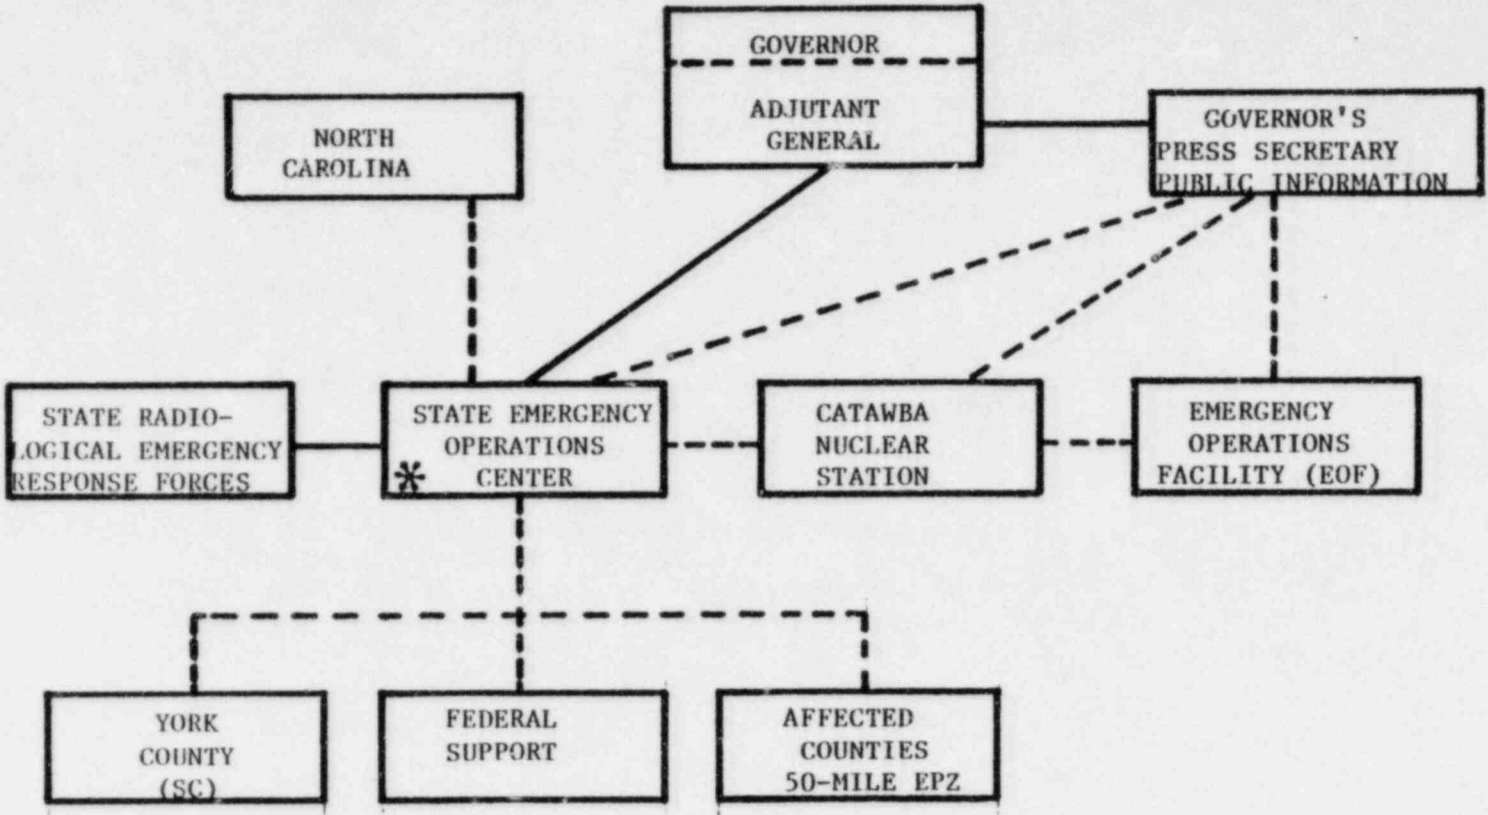 GOVERNOR
ADJUTANT
GENERAL
NORTH
CAROLINA
GOVERNOR'S
PRESS SECRETARY
PUBLIC INFORMATION
STATE RADIO-
LOGICAL EMERGENCY
RESPONSE FORCES
STATE EMERGENCY
OPERATIONS
* CENTER
CATAWBA
NUCLEAR
STATION
EMERGENCY
OPERATIONS
FACILITY (EOF)
YORK
COUNTY
(SC)
FEDERAL
SUPPORT
AFFECTED
COUNTIES
50-MILE EPZ